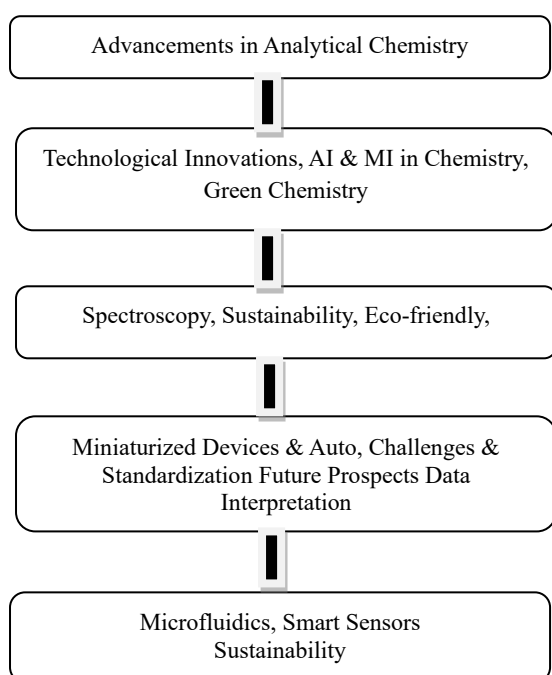 Advancements in Analytical Chemistry
Technological Innovations, AI & MI in Chemistry,
Green Chemistry
Spectroscopy, Sustainability, Eco-friendly,
Miniaturized Devices & Auto, Challenges &
Standardization Future Prospects Data
Interpretation
Microfluidics, Smart Sensors
Sustainability